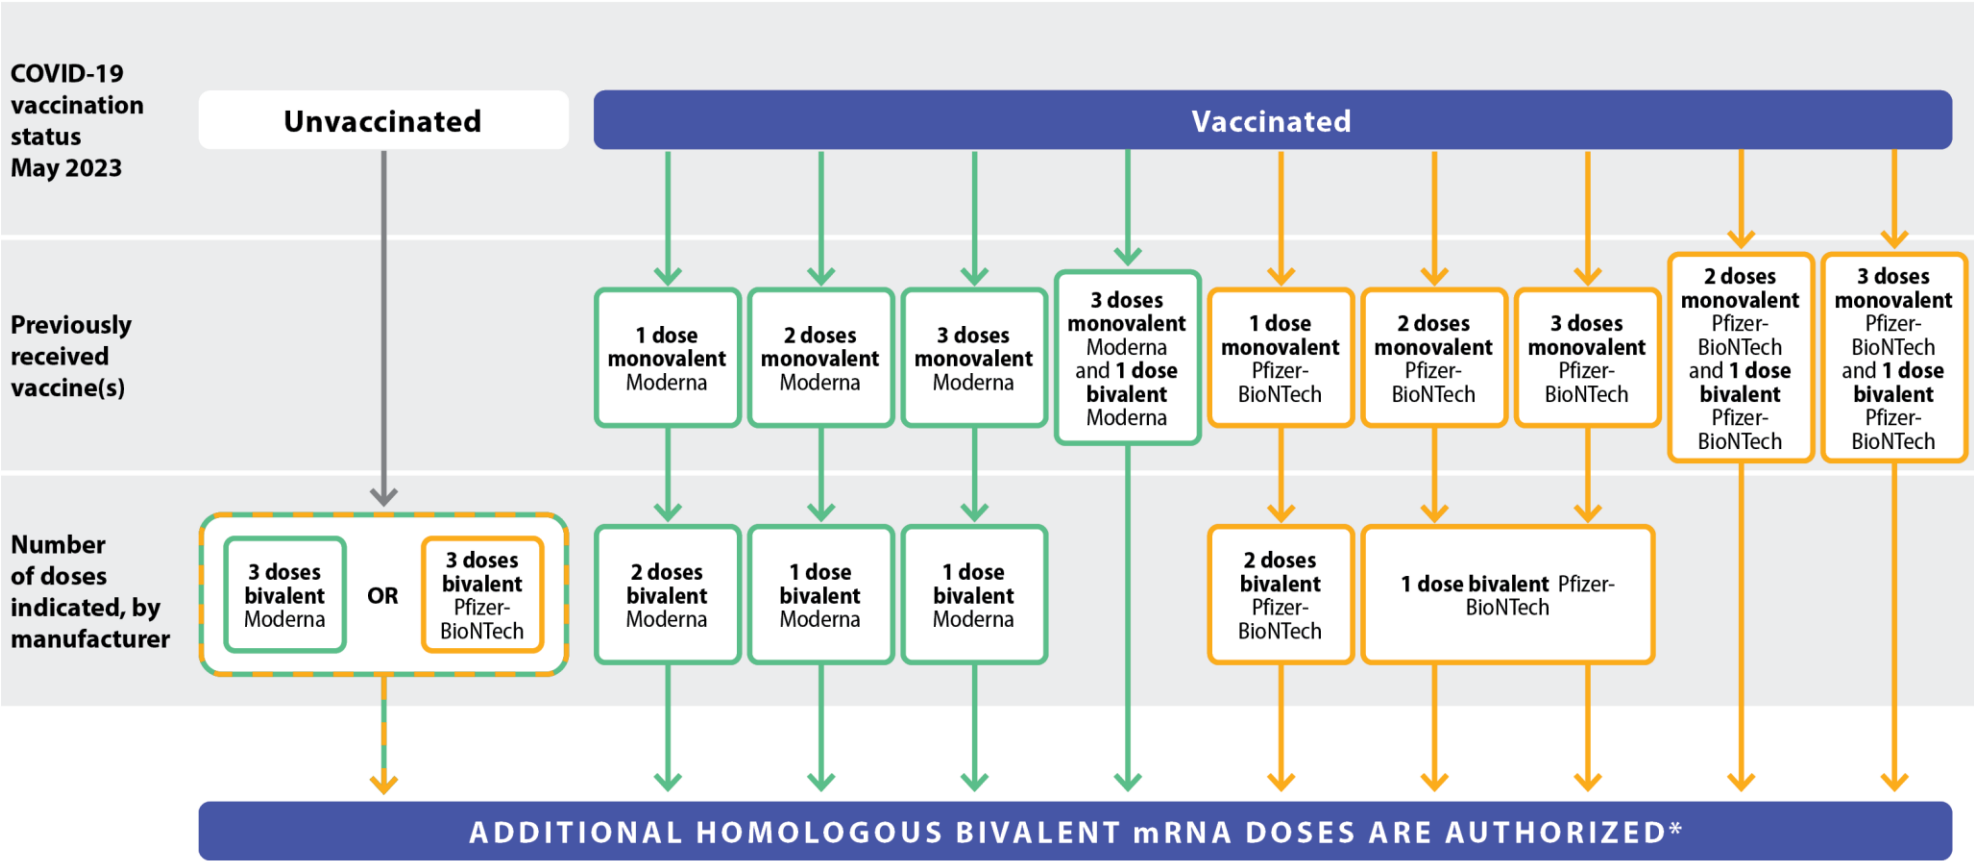 COVID-19
vaccination
status
May 2023
Unvaccinated
Vaccinated
Previously
received
vaccine(s)
1 dose
monovalent
Moderna
2 doses
monovalent
Moderna
3 doses
monovalent
Moderna
3 doses
monovalent
Moderna
and 1 dose
bivalent
Moderna
1 dose
monovalent
Pfizer-
BioNTech
2 doses
monovalent
Pfizer-
BioNTech
3 doses
monovalent
Pfizer-
BioNTech
2 doses
monovalent
Pfizer-
BioNTech
and 1 dose
bivalent
Pfizer-
BioNTech
3 doses
monovalent
Pfizer-
BioNTech
and 1 dose
bivalent
Pfizer-
BioNTech
Number
of doses
indicated, by
manufacturer
3 doses
bivalent
Moderna
OR
3 doses
bivalent
Pfizer-
BioNTech
2 doses
bivalent
Moderna
1 dose
bivalent
Moderna
1 dose
bivalent
Moderna
2 doses
bivalent
Pfizer-
BioNTech
1 dose bivalent Pfizer-
BioNTech
ADDITIONAL HOMOLOGOUS BIVALENT mRNA DOSES ARE AUTHORIZED*